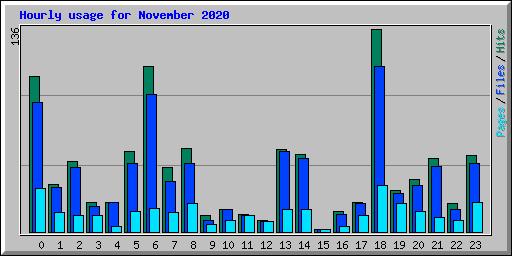 Hourly usage for November 2020
136
Pages / Files / Hits
0 1 2 3 4 5 6 7 8 9 10 11 12 13 14 15 16 17 18 19 20 21 22 23